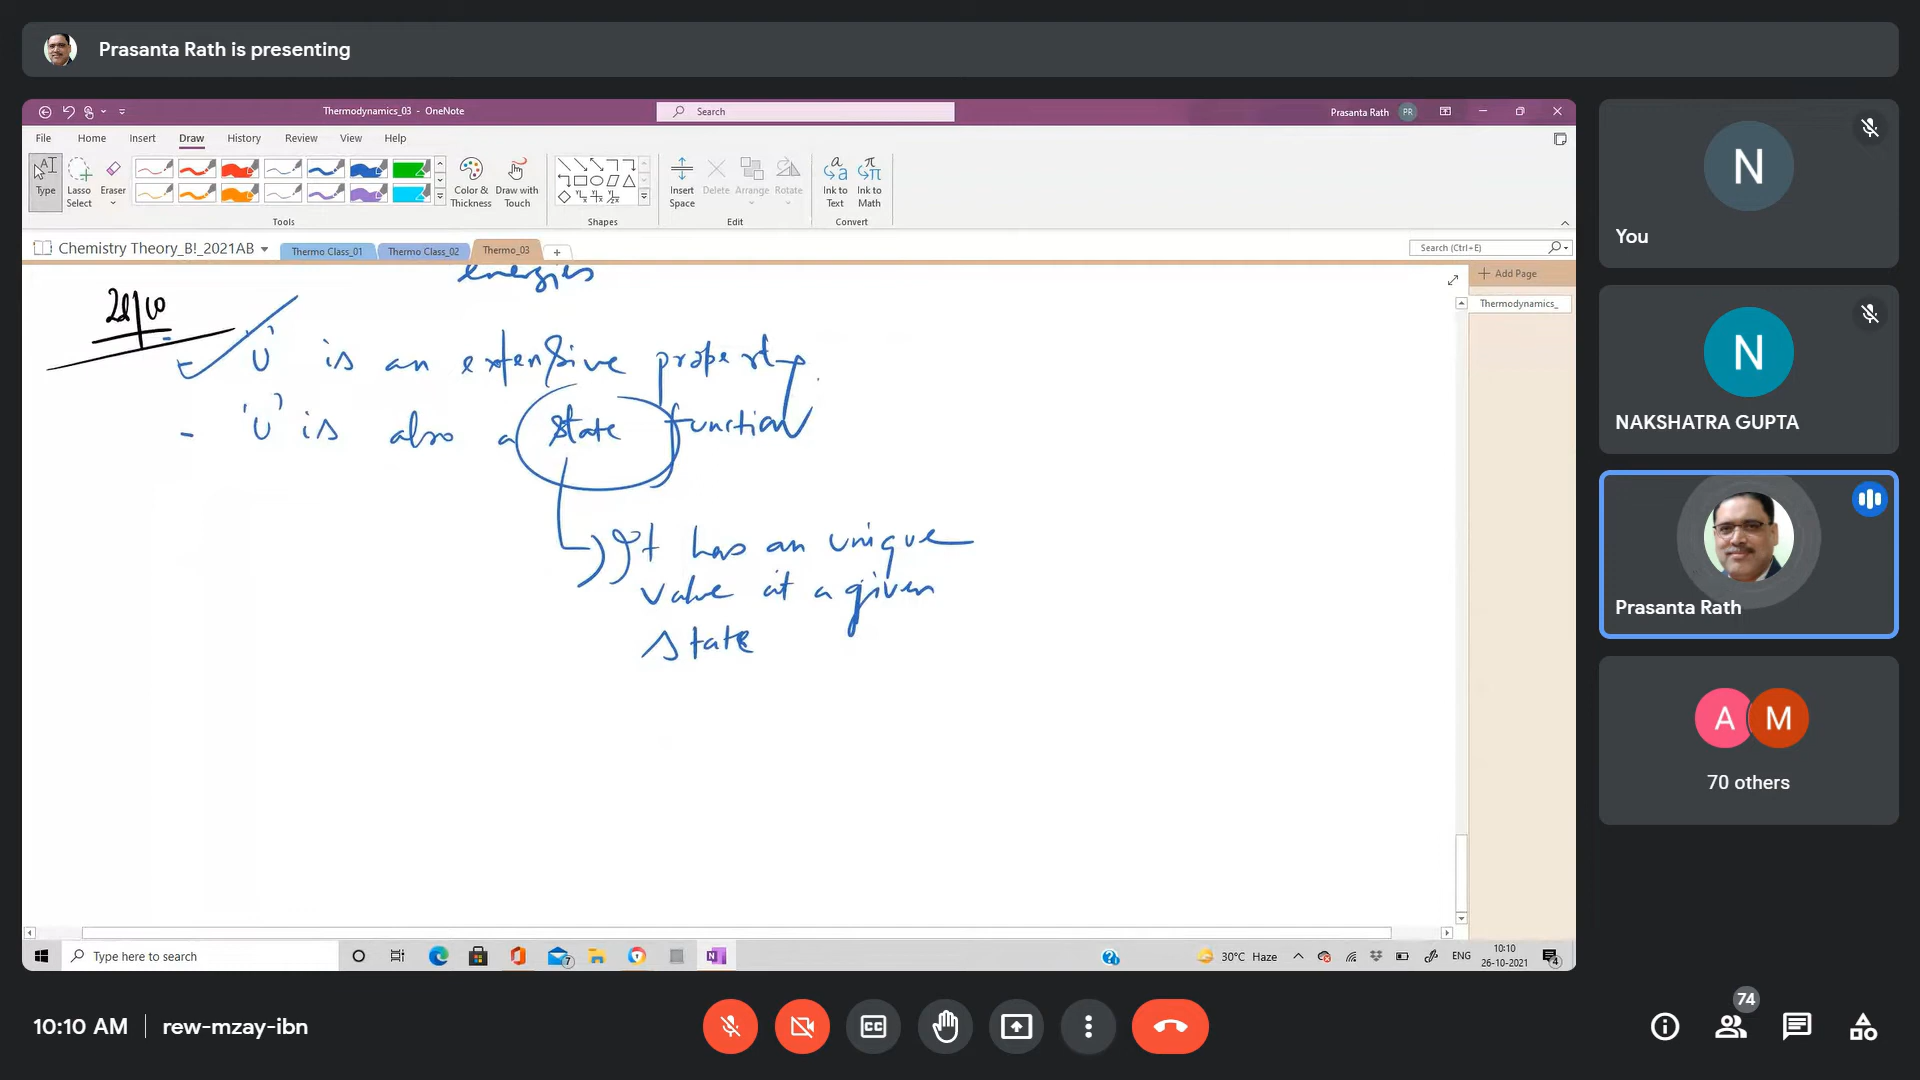 Prasanta Rath is presenting
Thermodynamics_03 - OneNote
Search
Prasanta Rath
PR
File Home Insert Draw History Review View Help
Type
Lasso Select
Eraser
Color & Thickness
Draw with Touch
Insert Space
Delete
Arrange
Rotate
Ink to Text
Ink to Math
Tools
Shapes
Edit
Convert
Chemistry Theory_B!_2021AB
Thermo Class_01
Thermo Class_02
Thermo_03
Search (Ctrl+E)
Add Page
Thermodynamics_
energies
- 'U' is an extensive property
- 'U' is also a state function
It has an unique
value at a given
state
N
You
N
NAKSHATRA GUPTA
Prasanta Rath
A M
70 others
Type here to search
7
30°C Haze
ENG
10:10
26-10-2021
4
10:10 AM | rew-mzay-ibn
74